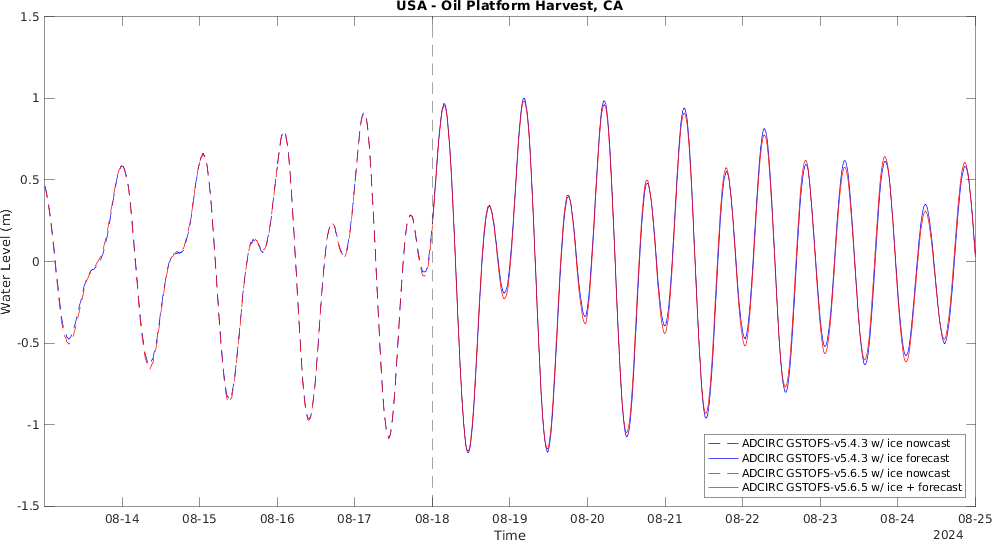 USA - Oil Platform Harvest, CA
1.5
1
0.5
0
-0.5
-1
-1.5
Water Level (m)
ADCIRC GSTOFS-v5.4.3 w/ ice nowcast
ADCIRC GSTOFS-v5.4.3 w/ ice forecast
ADCIRC GSTOFS-v5.6.5 w/ ice nowcast
ADCIRC GSTOFS-v5.6.5 w/ ice + forecast
08-14 08-15 08-16 08-17 08-18 08-19 08-20 08-21 08-22 08-23 08-24 08-25
Time
2024